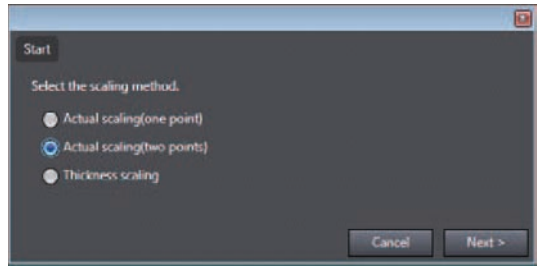 Start
Select the scaling method.
Actual scaling(one point)
Actual scaling(two points)
Thickness scaling
Cancel
Next >